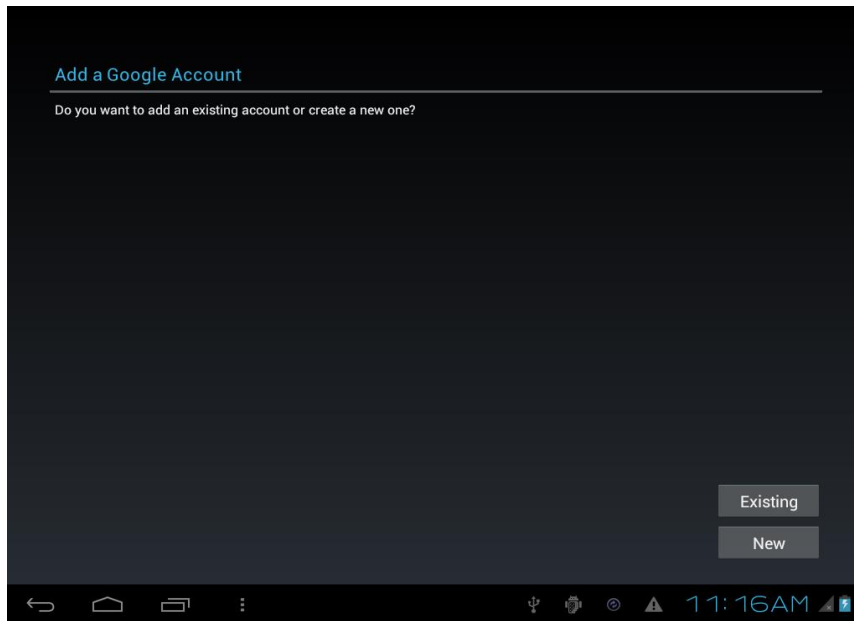 Add a Google Account
Do you want to add an existing account or create a new one?
Existing
New
11:16AM